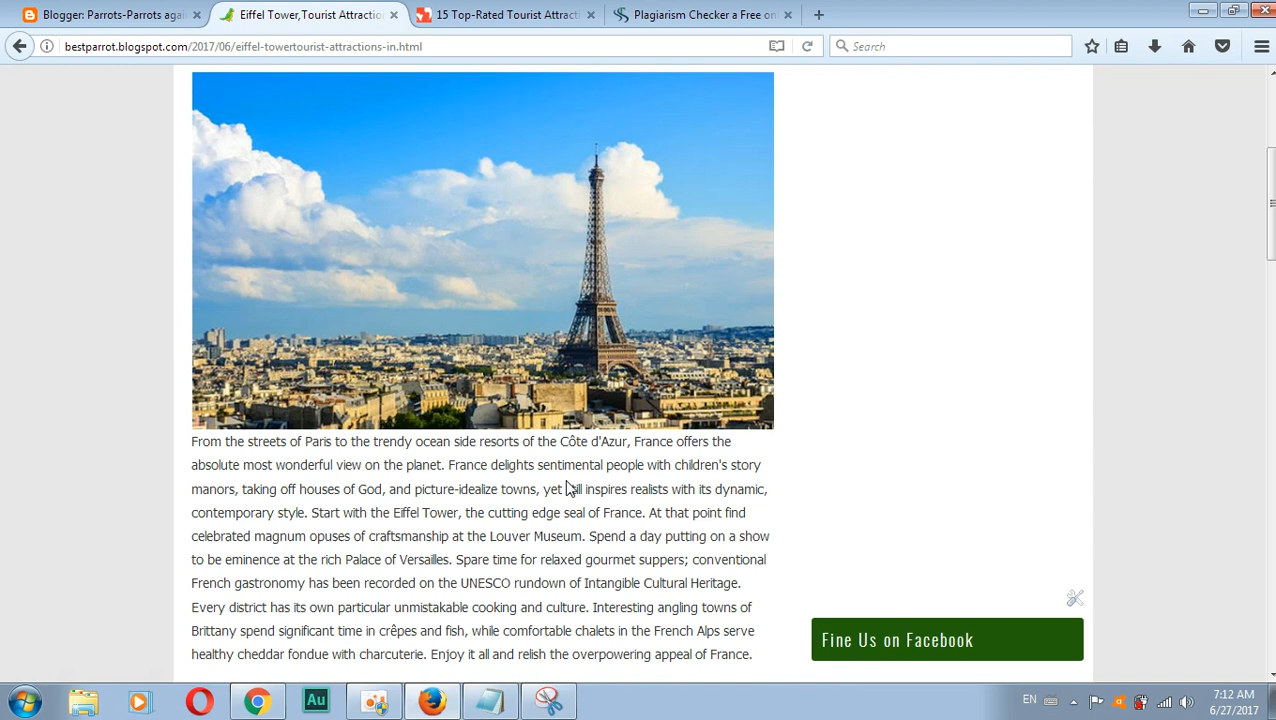 Blogger: Parrots-Parrots agai
Eiffel Tower,Tourist Attractio
15 Top-Rated Tourist Attracti
Plagiarism Checker a Free on
bestparrot.blogspot.com/2017/06/eiffel-towertourist-attractions-in.html
Search
From the streets of Paris to the trendy ocean side resorts of the Côte d'Azur, France offers the
absolute most wonderful view on the planet. France delights sentimental people with children's story
manors, taking off houses of God, and picture-idealize towns, yet inspires realists with its dynamic,
contemporary style. Start with the Eiffel Tower, the cutting edge seal of France. At that point find
celebrated magnum opuses of craftsmanship at the Louver Museum. Spend a day putting on a show
to be eminence at the rich Palace of Versailles. Spare time for relaxed gourmet suppers; conventional
French gastronomy has been recorded on the UNESCO rundown of Intangible Cultural Heritage.
Every district has its own particular unmistakable cooking and culture. Interesting angling towns of
Brittany spend significant time in crêpes and fish, while comfortable chalets in the French Alps serve
healthy cheddar fondue with charcuterie. Enjoy it all and relish the overpowering appeal of France.
Fine Us on Facebook
Au
EN
7:12 AM
6/27/2017